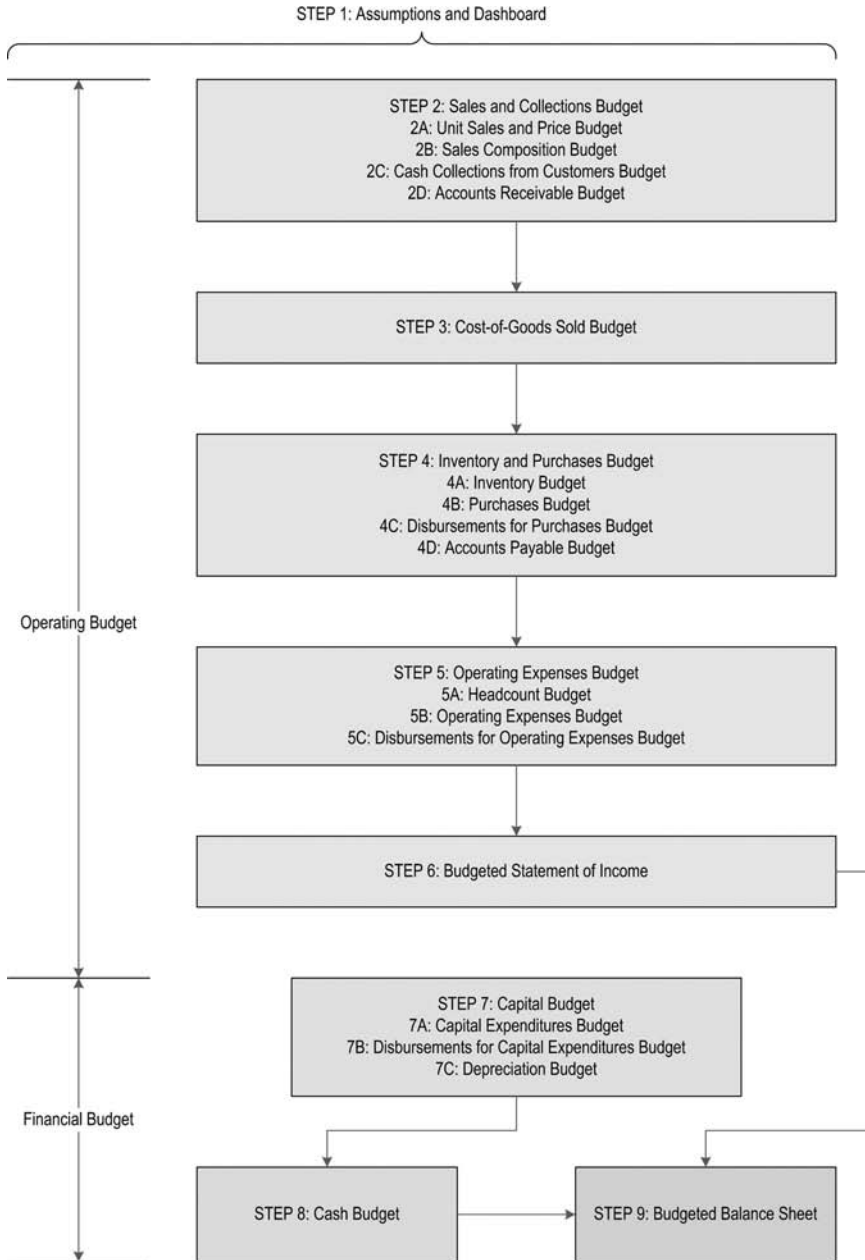 STEP 1: Assumptions and Dashboard
STEP 2: Sales and Collections Budget
2A: Unit Sales and Price Budget
2B: Sales Composition Budget
2C: Cash Collections from Customers Budget
2D: Accounts Receivable Budget
STEP 3: Cost-of-Goods Sold Budget
STEP 4: Inventory and Purchases Budget
4A: Inventory Budget
4B: Purchases Budget
4C: Disbursements for Purchases Budget
4D: Accounts Payable Budget
Operating Budget
STEP 5: Operating Expenses Budget
5A: Headcount Budget
5B: Operating Expenses Budget
5C: Disbursements for Operating Expenses Budget
STEP 6: Budgeted Statement of Income
STEP 7: Capital Budget
7A: Capital Expenditures Budget
7B: Disbursements for Capital Expenditures Budget
7C: Depreciation Budget
Financial Budget
STEP 8: Cash Budget
STEP 9: Budgeted Balance Sheet